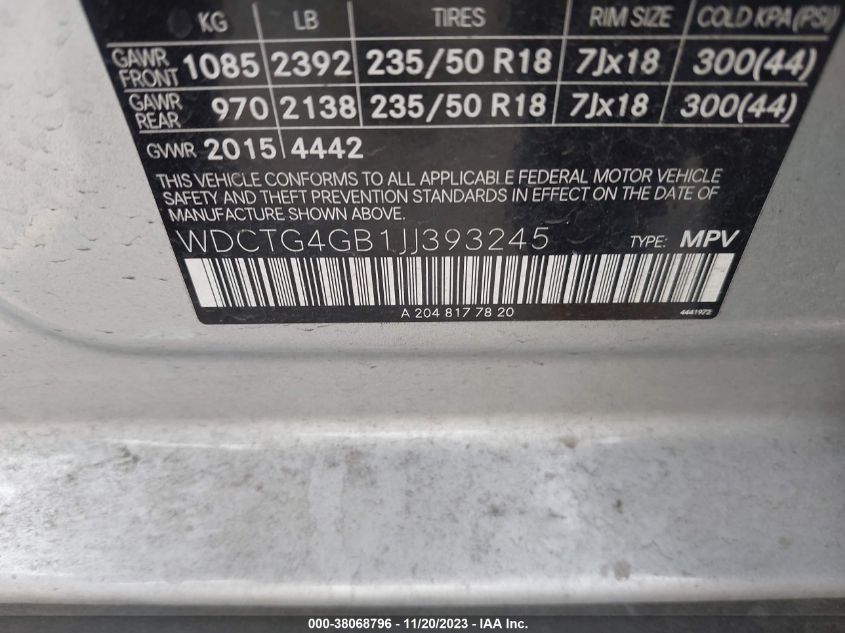 KG LB TIRES RIM SIZE COLD KPA (PSI)
GAWR FRONT 1085 2392 235/50 R18 7Jx18 300(44)
GAWR REAR 970 2138 235/50 R18 7Jx18 300(44)
GVWR 2015 4442
THIS VEHICLE CONFORMS TO ALL APPLICABLE FEDERAL MOTOR VEHICLE
SAFETY AND THEFT PREVENTION STANDARDS IN EFFECT ON THE DATE OF
MANUFACTURE SHOWN ABOVE.
WDCTG4GB1JJ393245 TYPE: MPV
A 204 817 78 20 4441972
000-38068796 - 11/20/2023 - IAA Inc.